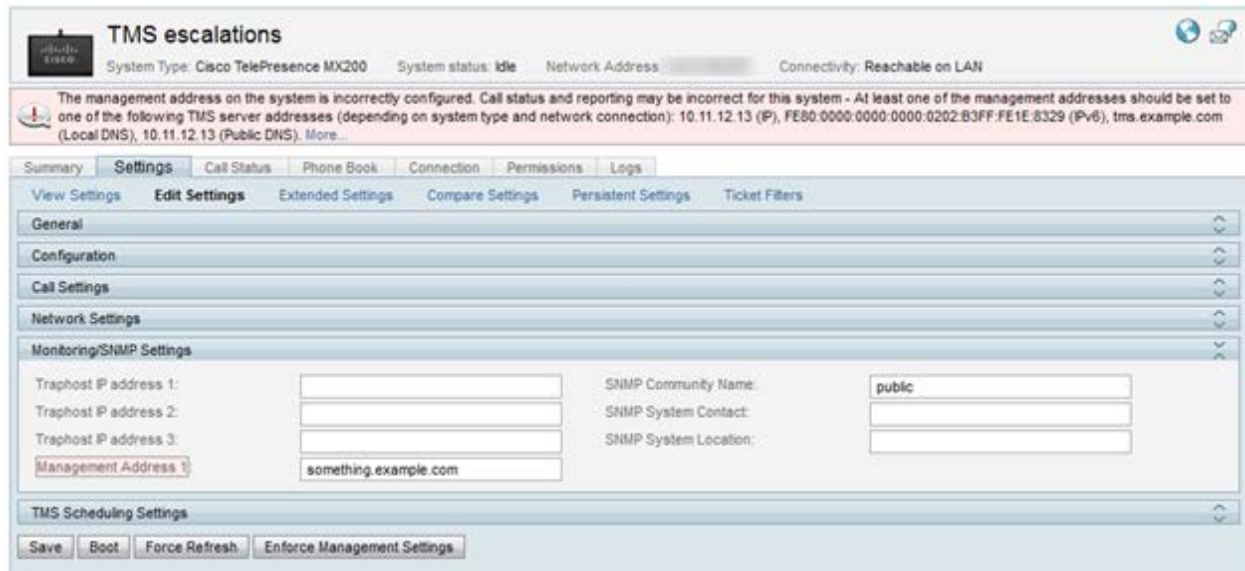 TMS escalations
CISCO
System Type: Cisco TelePresence MX200 System status: Idle Network Address Connectivity: Reachable on LAN
The management address on the system is incorrectly configured. Call status and reporting may be incorrect for this system - At least one of the management addresses should be set to
one of the following TMS server addresses (depending on system type and network connection): 10.11.12.13 (IP), FE80:0000:0000:0000:0202:B3FF:FE1E:8329 (IPv6), tms.example.com
(Local DNS), 10.11.12.13 (Public DNS). More...
Summary Settings Call Status Phone Book Connection Permissions Logs
View Settings Edit Settings Extended Settings Compare Settings Persistent Settings Ticket Filters
General
Configuration
Call Settings
Network Settings
Monitoring/SNMP Settings
Traphost IP address 1: SNMP Community Name: public
Traphost IP address 2: SNMP System Contact:
Traphost IP address 3: SNMP System Location:
Management Address 1: something.example.com
TMS Scheduling Settings
Save Boot Force Refresh Enforce Management Settings